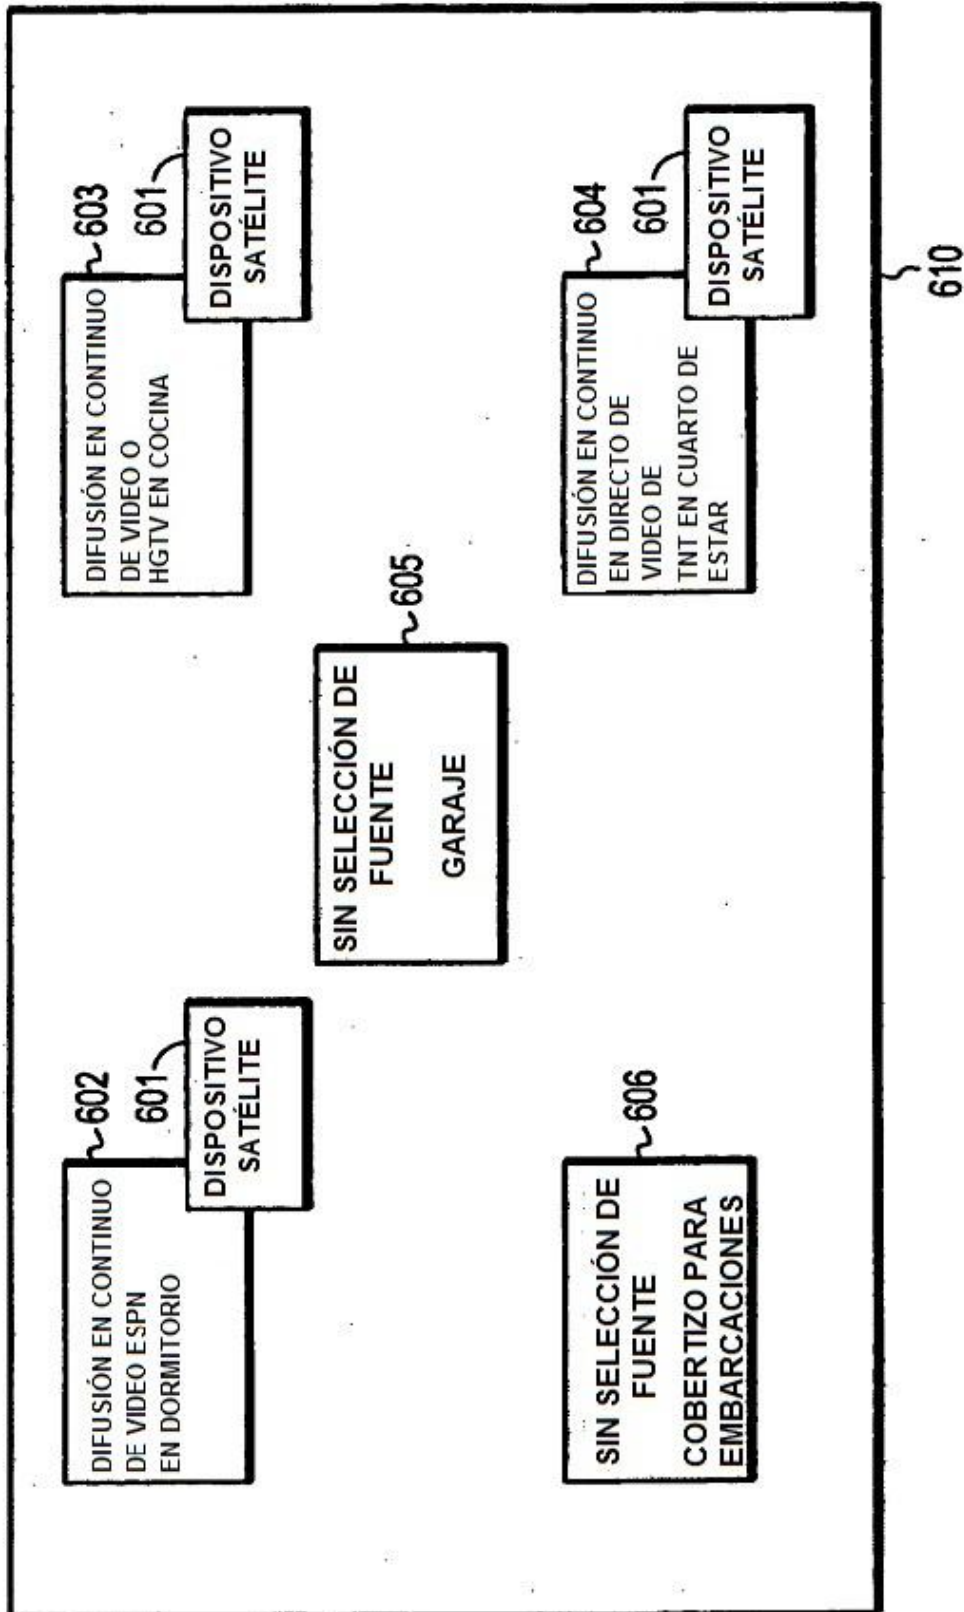 DIFUSIÓN EN CONTINUO
DE VIDEO ESPN
EN DORMITORIO
602
601
DISPOSITIVO
SATÉLITE
DIFUSIÓN EN CONTINUO
DE VIDEO O
HGTV EN COCINA
603
601
DISPOSITIVO
SATÉLITE
SIN SELECCIÓN DE
FUENTE
GARAJE
605
SIN SELECCIÓN DE
FUENTE
COBERTIZO PARA
EMBARCACIONES
606
DIFUSIÓN EN CONTINUO
EN DIRECTO DE
VIDEO DE
TNT EN CUARTO DE
ESTAR
604
601
DISPOSITIVO
SATÉLITE
610